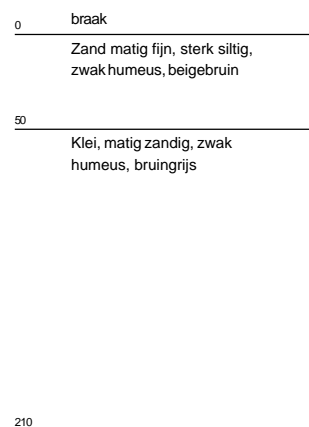 0 braak
Zand matig fijn, sterk siltig,
zwak humeus, beigebruin
50
Klei, matig zandig, zwak
humeus, bruingrijs
210